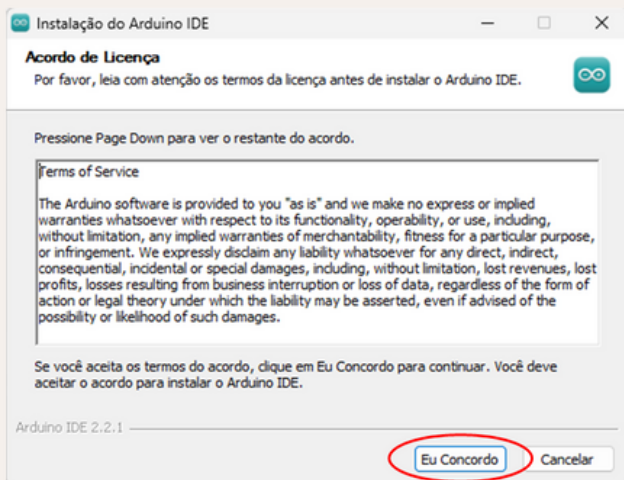 Instalação do Arduino IDE
Acordo de Licença
Por favor, leia com atenção os termos da licença antes de instalar o Arduino IDE.
Pressione Page Down para ver o restante do acordo.
Terms of Service
The Arduino software is provided to you "as is" and we make no express or implied
warranties whatsoever with respect to its functionality, operability, or use, including,
without limitation, any implied warranties of merchantability, fitness for a particular purpose,
or infringement. We expressly disclaim any liability whatsoever for any direct, indirect,
consequential, incidental or special damages, including, without limitation, lost revenues, lost
profits, losses resulting from business interruption or loss of data, regardless of the form of
action or legal theory under which the liability may be asserted, even if advised of the
possibility or likelihood of such damages.
Se você aceita os termos do acordo, clique em Eu Concordo para continuar. Você deve
aceitar o acordo para instalar o Arduino IDE.
Arduino IDE 2.2.1
Eu Concordo
Cancelar